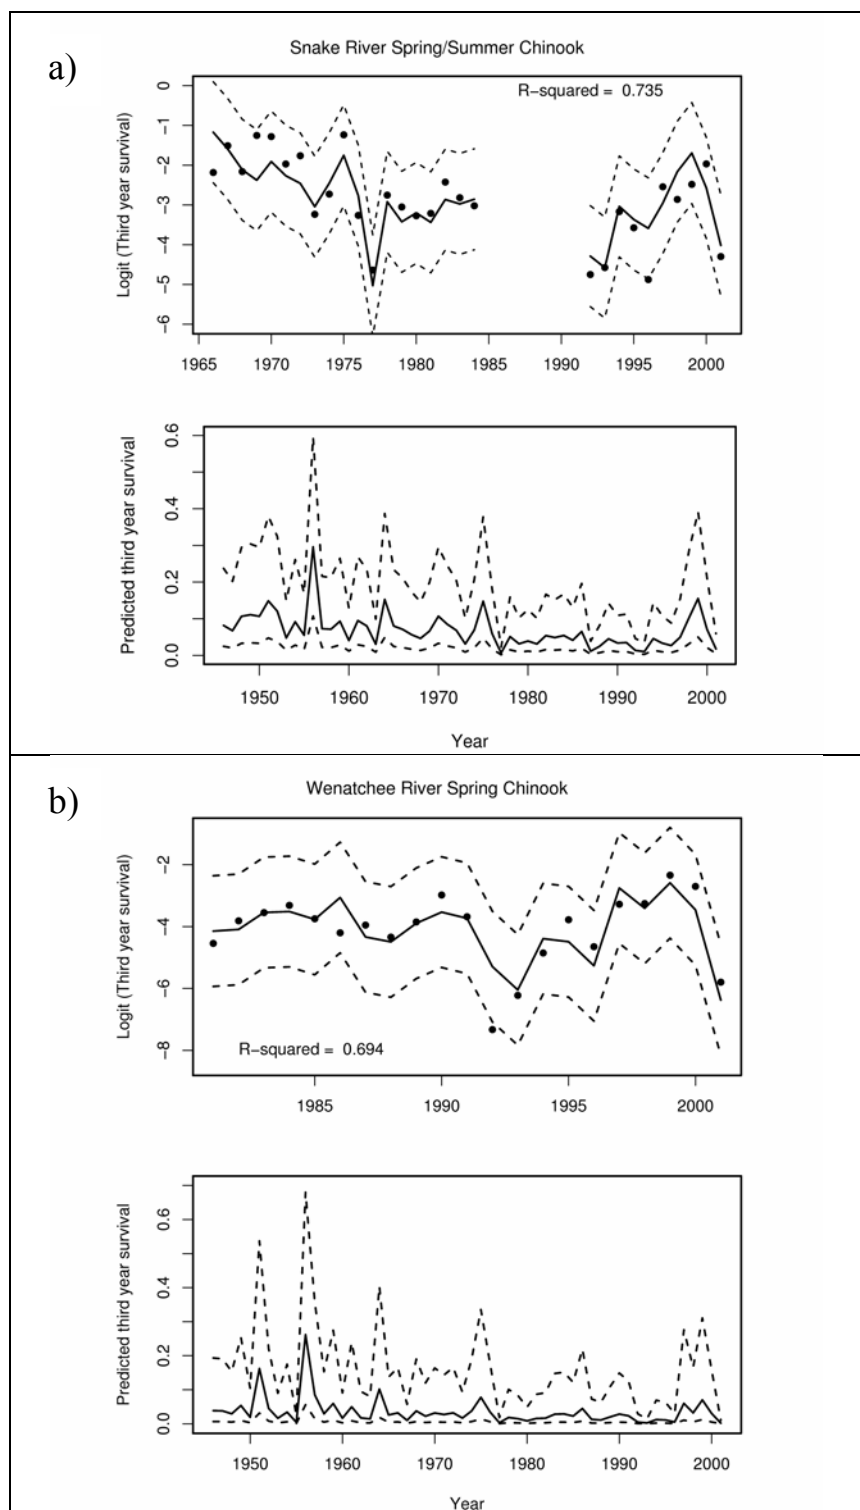 a)
Snake River Spring/Summer Chinook
R-squared = 0.735
Logit (Third year survival)
0
-1
-2
-3
-4
-5
-6
1965 1970 1975 1980 1985 1990 1995 2000
Predicted third year survival
0.6
0.4
0.2
0.0
1950 1960 1970 1980 1990 2000
Year
b)
Wenatchee River Spring Chinook
Logit (Third year survival)
-2
-4
-6
-8
R-squared = 0.694
1985 1990 1995 2000
Predicted third year survival
0.6
0.4
0.2
0.0
1950 1960 1970 1980 1990 2000
Year